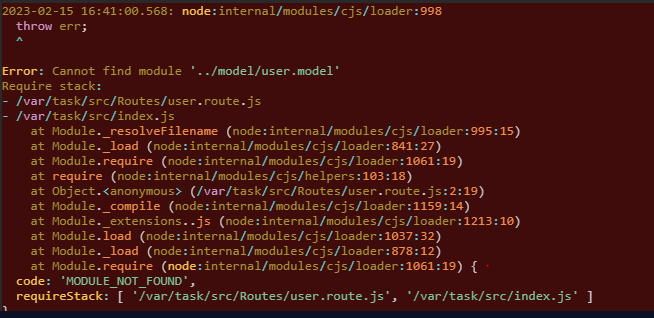 2023-02-15 16:41:00.568: node:internal/modules/cjs/loader:998
  throw err;
  ^

Error: Cannot find module '../model/user.model'
Require stack:
- /var/task/src/Routes/user.route.js
- /var/task/src/index.js
    at Module._resolveFilename (node:internal/modules/cjs/loader:995:15)
    at Module._load (node:internal/modules/cjs/loader:841:27)
    at Module.require (node:internal/modules/cjs/loader:1061:19)
    at require (node:internal/modules/cjs/helpers:103:18)
    at Object.<anonymous> (/var/task/src/Routes/user.route.js:2:19)
    at Module._compile (node:internal/modules/cjs/loader:1159:14)
    at Module._extensions..js (node:internal/modules/cjs/loader:1213:10)
    at Module.load (node:internal/modules/cjs/loader:1037:32)
    at Module._load (node:internal/modules/cjs/loader:878:12)
    at Module.require (node:internal/modules/cjs/loader:1061:19) {
  code: 'MODULE_NOT_FOUND',
  requireStack: [ '/var/task/src/Routes/user.route.js', '/var/task/src/index.js' ]
}